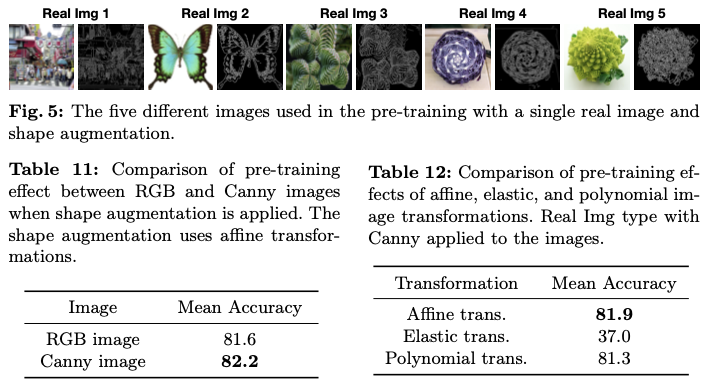 Real Img 1 Real Img 2 Real Img 3 Real Img 4 Real Img 5
Fig. 5: The five different images used in the pre-training with a single real image and
shape augmentation.
Table 11: Comparison of pre-training
effect between RGB and Canny images
when shape augmentation is applied. The
shape augmentation uses affine transfor-
mations.
Image Mean Accuracy
RGB image 81.6
Canny image 82.2
Table 12: Comparison of pre-training ef-
fects of affine, elastic, and polynomial im-
age transformations. Real Img type with
Canny applied to the images.
Transformation Mean Accuracy
Affine trans. 81.9
Elastic trans. 37.0
Polynomial trans. 81.3